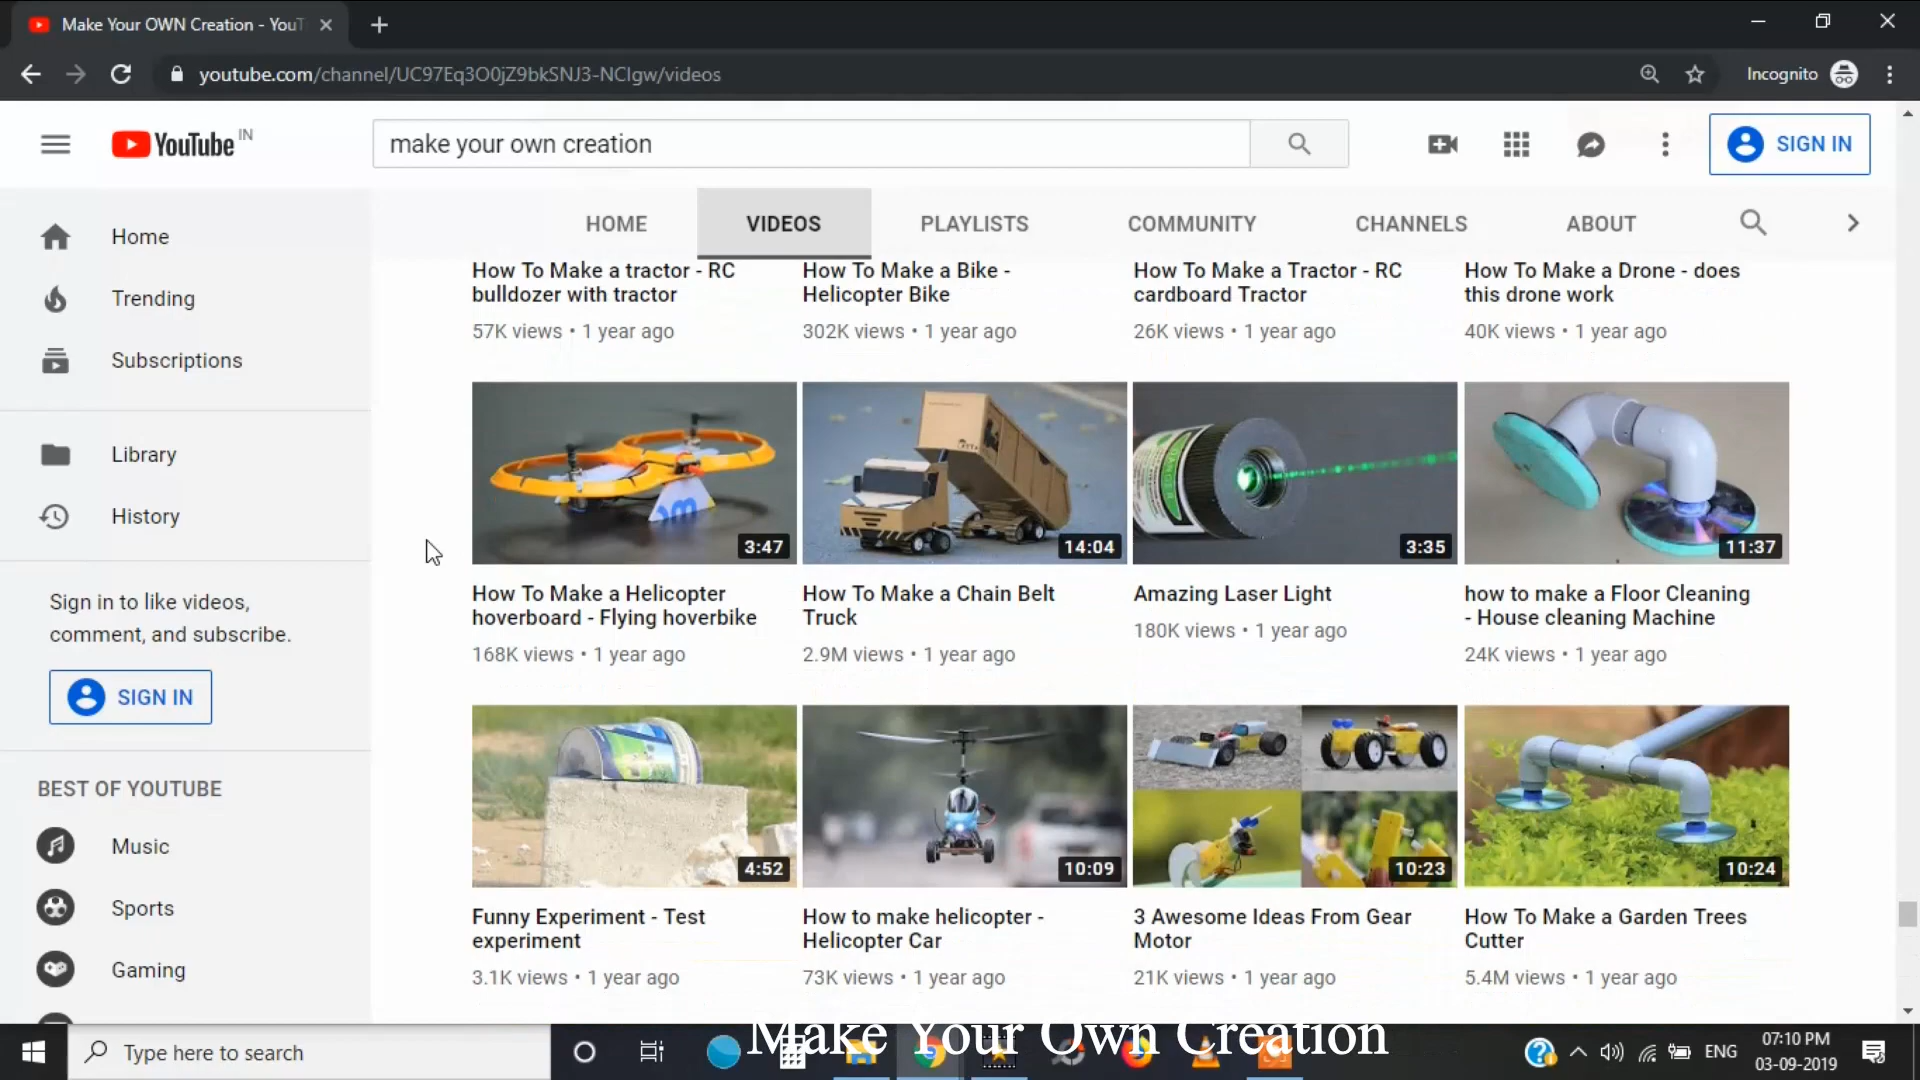 Make Your OWN Creation - YouT
youtube.com/channel/UC97Eq3O0jZ9bkSNJ3-NCIgw/videos
Incognito
YouTube IN
make your own creation
SIGN IN
HOME
VIDEOS
PLAYLISTS
COMMUNITY
CHANNELS
ABOUT
Home
Trending
Subscriptions
Library
History
Sign in to like videos,
comment, and subscribe.
SIGN IN
BEST OF YOUTUBE
Music
Sports
Gaming
How To Make a tractor - RC
bulldozer with tractor
57K views • 1 year ago
How To Make a Bike -
Helicopter Bike
302K views • 1 year ago
How To Make a Tractor - RC
cardboard Tractor
26K views • 1 year ago
How To Make a Drone - does
this drone work
40K views • 1 year ago
3:47
How To Make a Helicopter
hoverboard - Flying hoverbike
168K views • 1 year ago
14:04
How To Make a Chain Belt
Truck
2.9M views • 1 year ago
3:35
Amazing Laser Light
180K views • 1 year ago
11:37
how to make a Floor Cleaning
- House cleaning Machine
24K views • 1 year ago
4:52
Funny Experiment - Test
experiment
3.1K views • 1 year ago
10:09
How to make helicopter -
Helicopter Car
73K views • 1 year ago
10:23
3 Awesome Ideas From Gear
Motor
21K views • 1 year ago
10:24
How To Make a Garden Trees
Cutter
5.4M views • 1 year ago
Make Your Own Creation
Type here to search
ENG
07:10 PM
03-09-2019